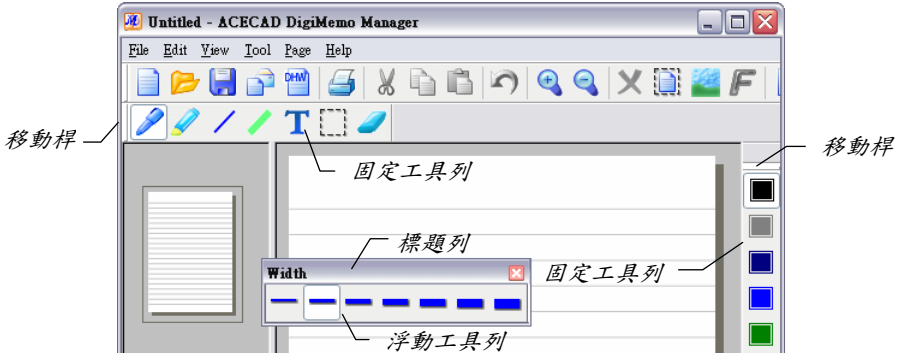 Untitled - ACECAD DigiMemo Manager
File Edit View Tool Page Help
DHW
F
T
移動桿
移動桿
固定工具列
標題列
Width
固定工具列
浮動工具列